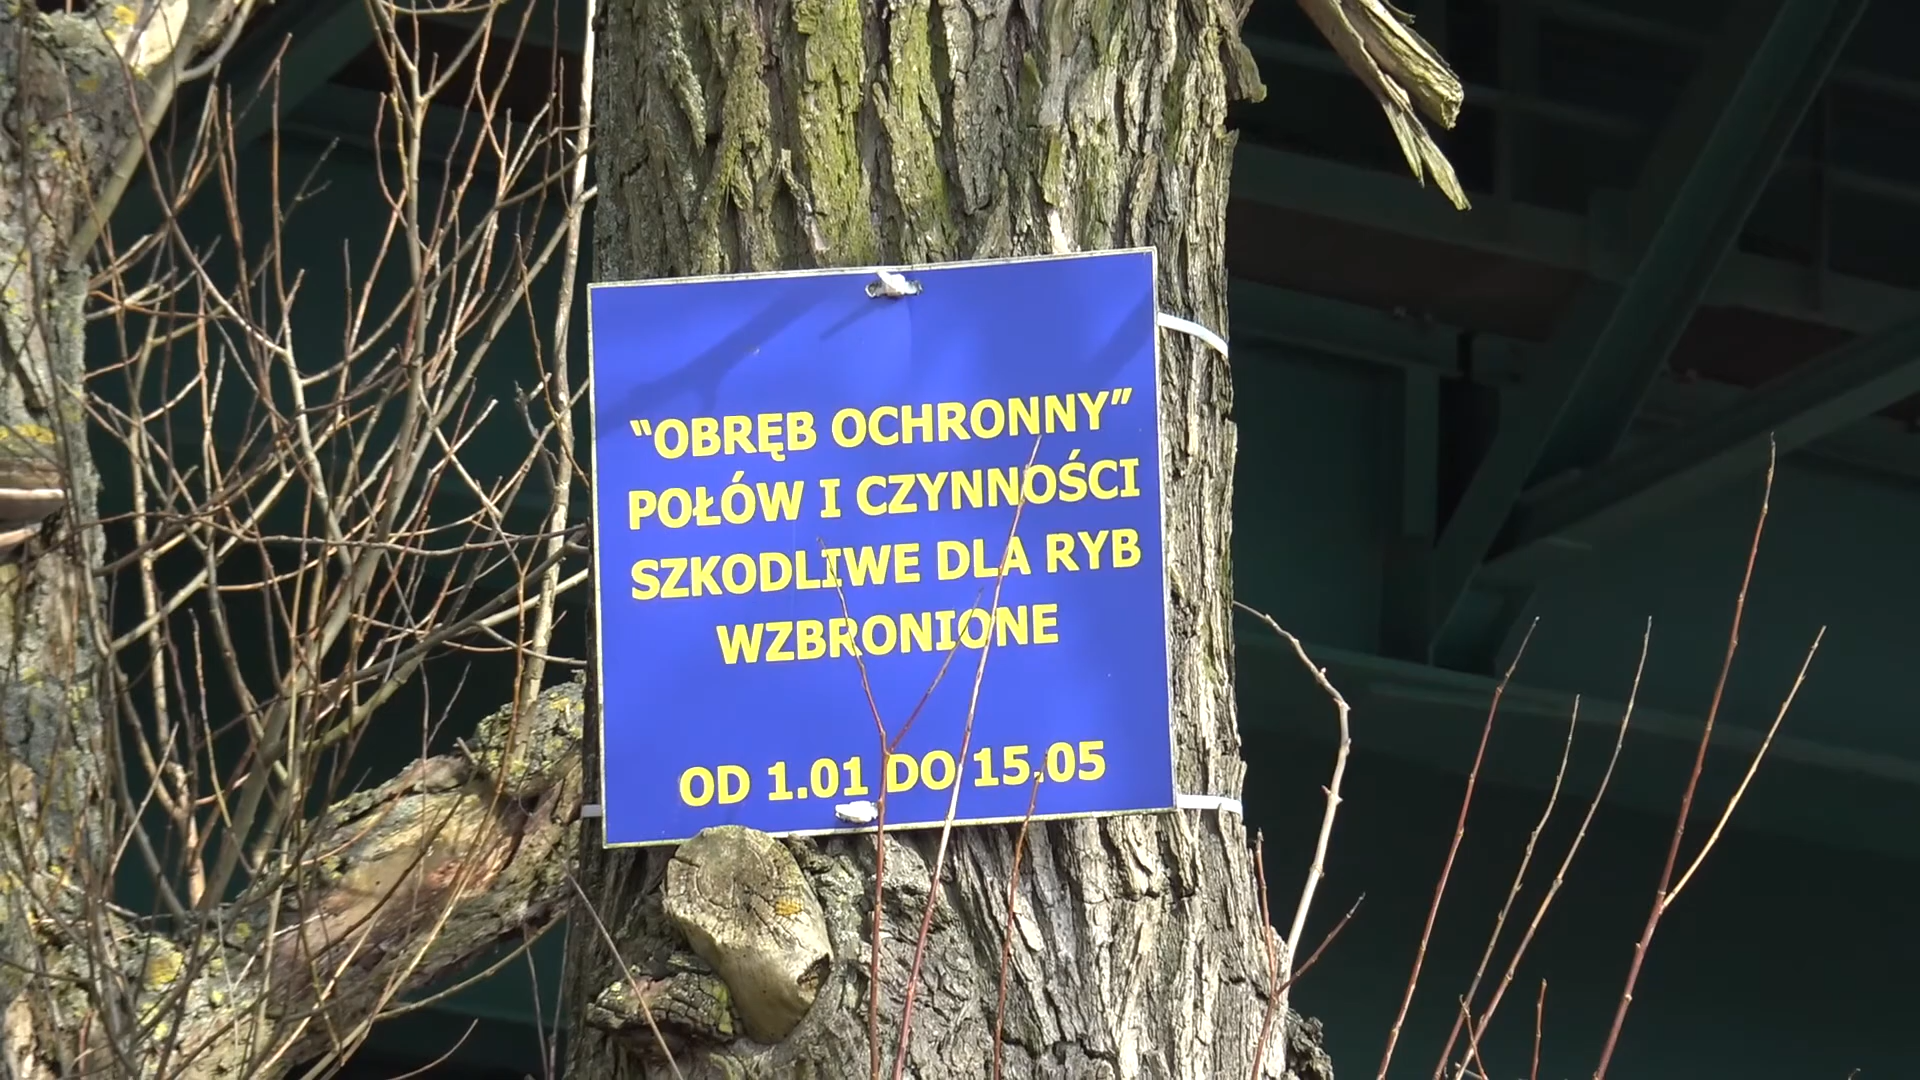 “OBRĘB OCHRONNY”
POŁÓW I CZYNNOŚCI
SZKODLIWE DLA RYB
WZBRONIONE
OD 1.01 DO 15.05